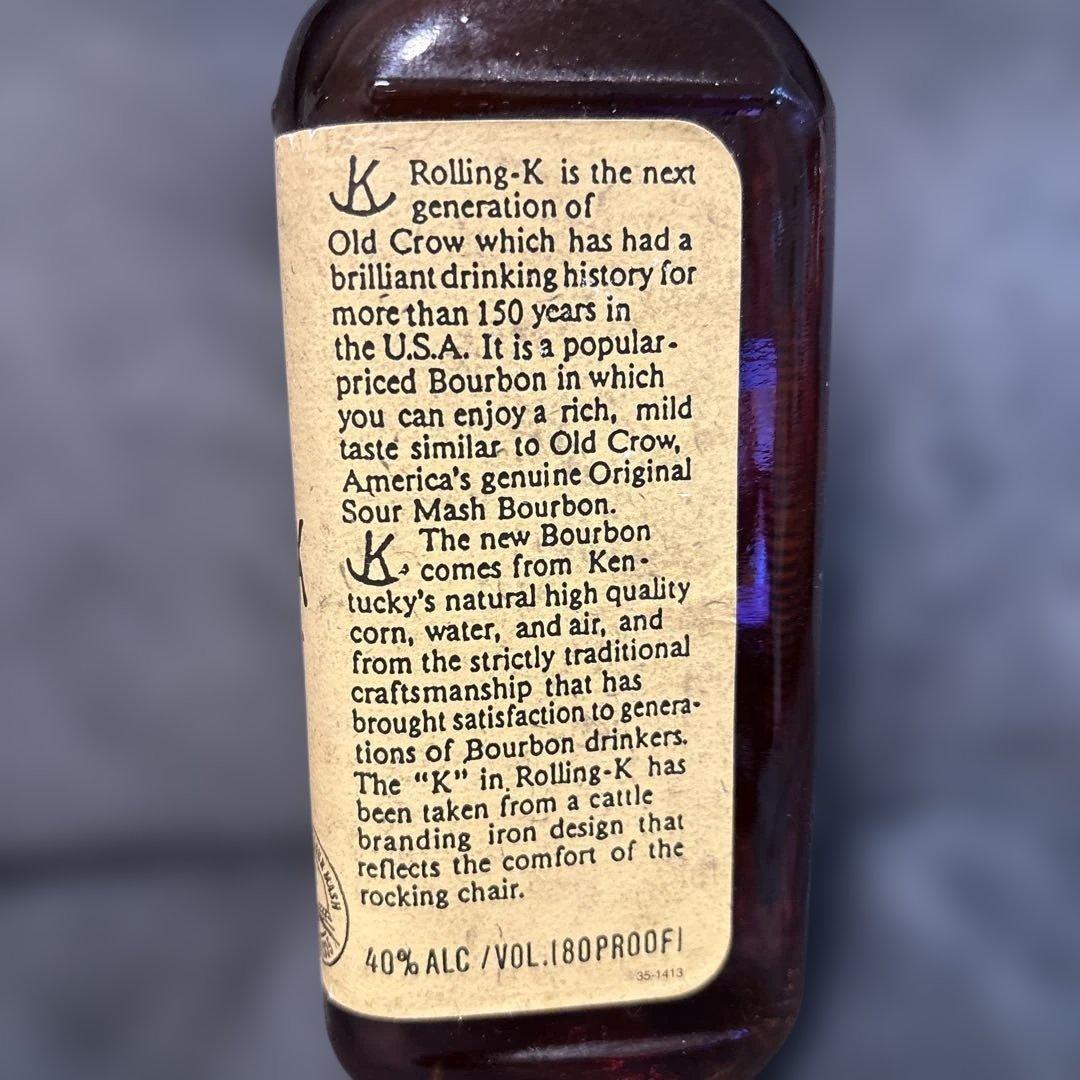 K Rolling-K is the next
generation of
Old Crow which has had a
brilliant drinking history for
more than 150 years in
the U.S.A. It is a popular-
priced Bourbon in which
you can enjoy a rich, mild
taste similar to Old Crow,
America's genuine Original
Sour Mash Bourbon.
K The new Bourbon
comes from Ken-
tucky's natural high quality
corn, water, and air, and
from the strictly traditional
craftsmanship that has
brought satisfaction to genera-
tions of Bourbon drinkers.
The "K" in Rolling-K has
been taken from a cattle
branding iron design that
reflects the comfort of the
rocking chair.
40% ALC /VOL.(80PROOF)
35-1413
MASH